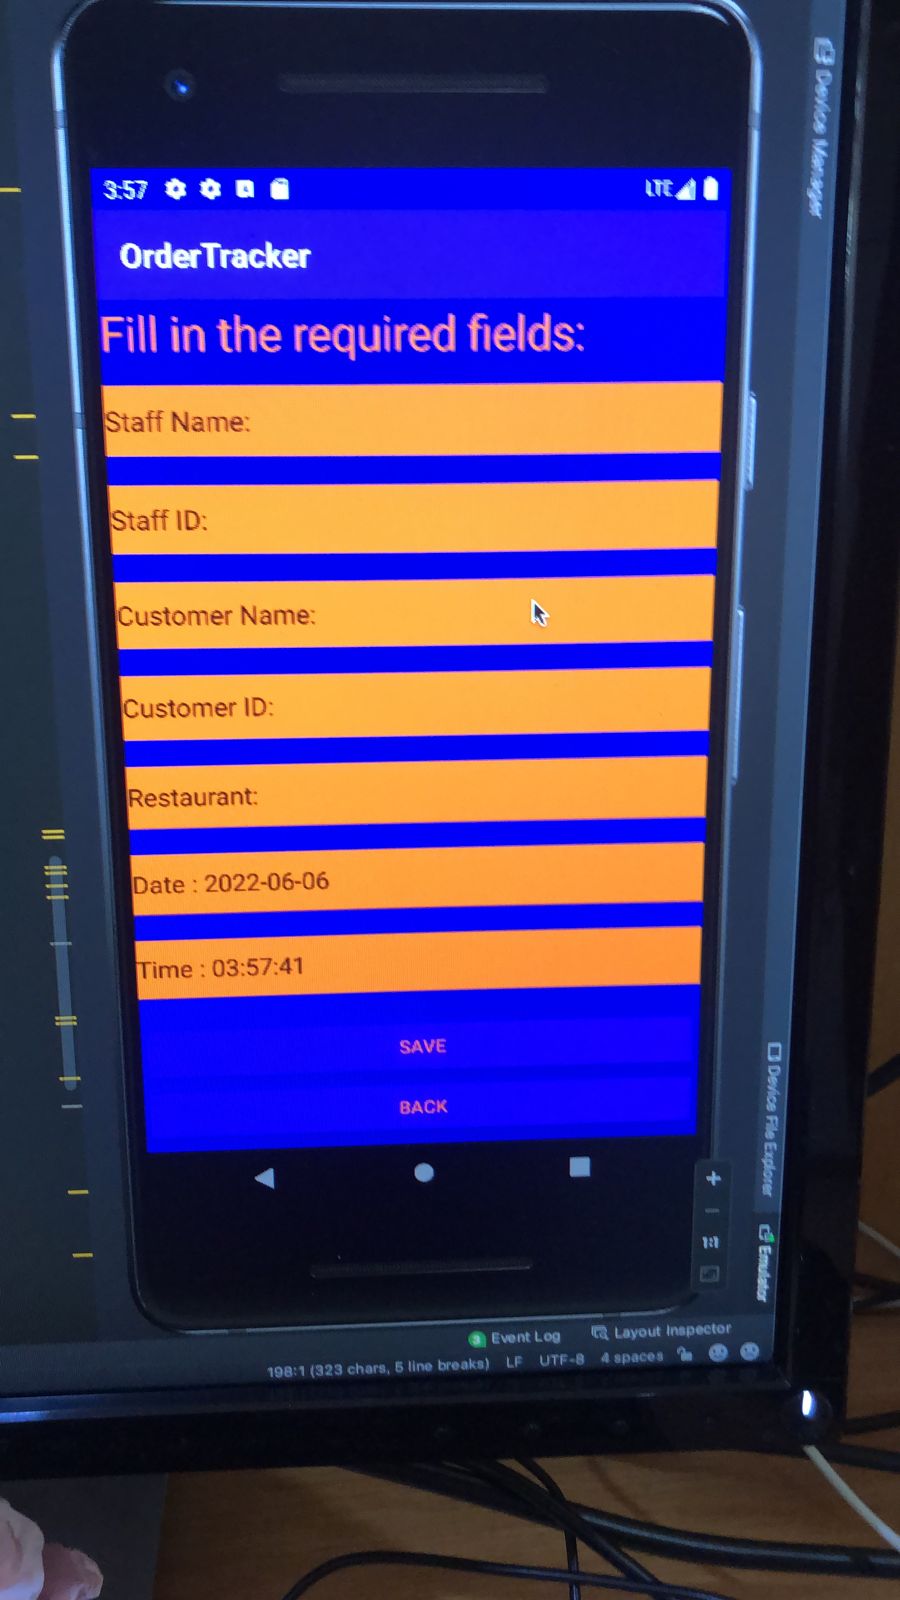 3:57
LTE
OrderTracker
Fill in the required fields:
Staff Name:
Staff ID:
Customer Name:
Customer ID:
Restaurant:
Date : 2022-06-06
Time : 03:57:41
SAVE
BACK
Device Manager
Device File Explorer
Emulator
1:1
3 Event Log Layout Inspector
198:1 (323 chars, 5 line breaks) LF UTF-8 4 spaces